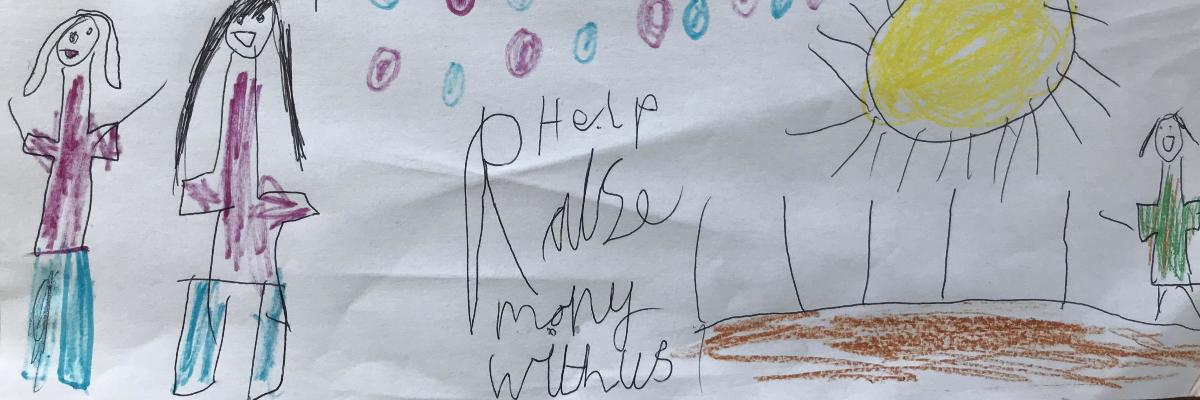 Help
Raise
mony
with us